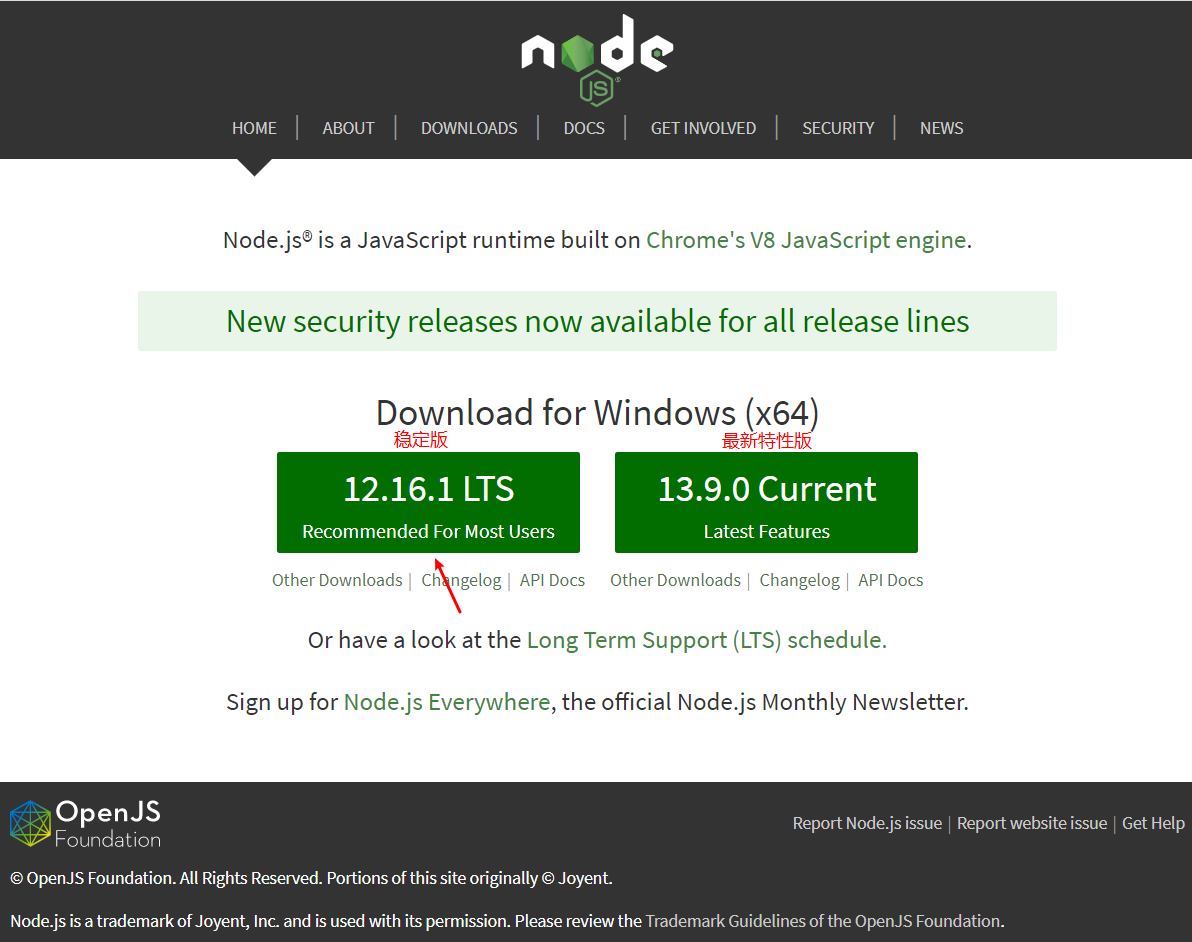 node
JS
HOME | ABOUT | DOWNLOADS | DOCS | GET INVOLVED | SECURITY | NEWS
Node.js® is a JavaScript runtime built on Chrome's V8 JavaScript engine.
New security releases now available for all release lines
Download for Windows (x64)
稳定版 最新特性版
12.16.1 LTS 13.9.0 Current
Recommended For Most Users Latest Features
Other Downloads | Changelog | API Docs Other Downloads | Changelog | API Docs
Or have a look at the Long Term Support (LTS) schedule.
Sign up for Node.js Everywhere, the official Node.js Monthly Newsletter.
OpenJS
Foundation
Report Node.js issue | Report website issue | Get Help
© OpenJS Foundation. All Rights Reserved. Portions of this site originally © Joyent.
Node.js is a trademark of Joyent, Inc. and is used with its permission. Please review the Trademark Guidelines of the OpenJS Foundation.